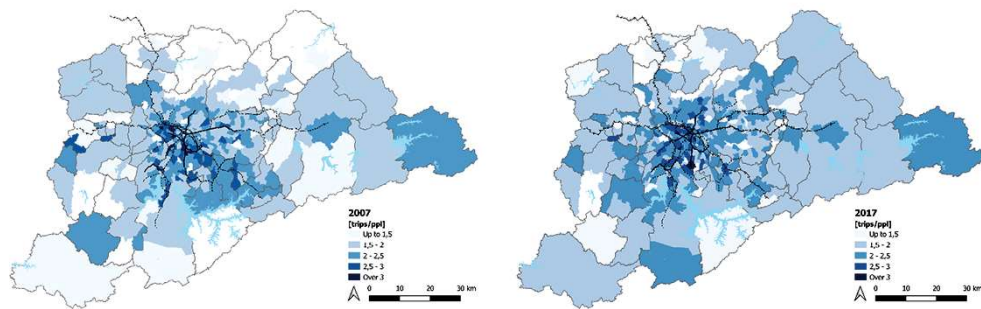 2007
[trips/ppl]
Up to 1,5
1,5 - 2
2 - 2,5
2,5 - 3
Over 3
0 10 20 30 km
2017
[trips/ppl]
Up to 1,5
1,5 - 2
2 - 2,5
2,5 - 3
Over 3
0 10 20 30 km